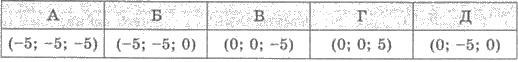 А Б В Г Д
(−5; −5; −5) (−5; −5; 0) (0; 0; −5) (0; 0; 5) (0; −5; 0)